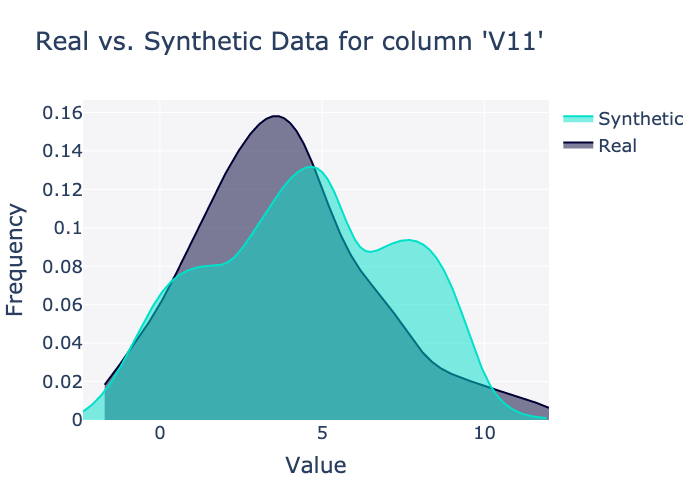 Real vs. Synthetic Data for column 'V11'
Synthetic
Real
0.16
0.14
0.12
0.1
0.08
0.06
0.04
0.02
0
Frequency
0 5 10
Value